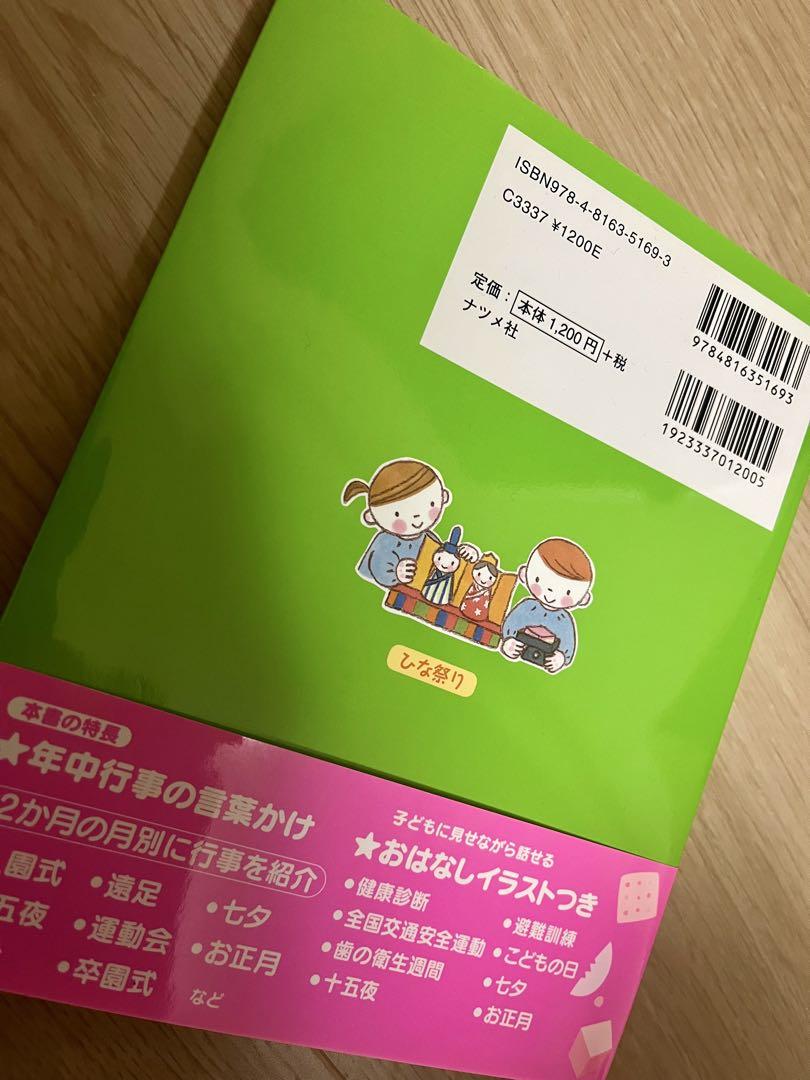 ISBN978-4-8163-5169-3
C3337 ¥1200E
定価：本体1,200円+税
ナツメ社
9784816351693
1923337012005
ひな祭り
本書の特長
★年中行事の言葉かけ
2か月の月別に行事を紹介
園式
•遠足
•七夕
五夜
•運動会
•お正月
•卒園式
など
子どもに見せながら話せる
★おはなしイラストつき
•健康診断
•避難訓練
•全国交通安全運動
•こどもの日
•歯の衛生週間
•七夕
•十五夜
•お正月